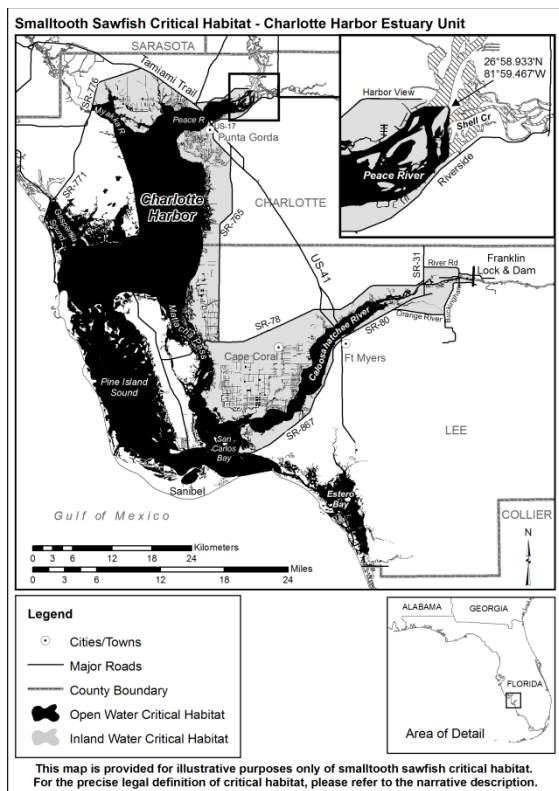 Smalltooth Sawfish Critical Habitat - Charlotte Harbor Estuary Unit
SARASOTA
Tamiami Trail
SR-776
Myakka R
Peace R
US-17
Punta Gorda
26°58.933'N
81°59.467'W
Harbor View
Shell Cr
Peace River
Riverside
SR-771
Gasparilla
Sound
Charlotte
Harbor
SR-765
CHARLOTTE
US-41
SR-31
River Rd
Franklin
Lock & Dam
Buckingham
Orange River
SR-80
SR-78
Matlacha Pass
Cape Coral
Caloosahatchee River
Ft Myers
Pine Island
Sound
SR-867
LEE
San
Carlos
Bay
Sanibel
Estero
Bay
Gulf of Mexico
COLLIER
N
Kilometers
0 3 6 12 18 24
Miles
0 3 6 12 18 24
Legend
Cities/Towns
Major Roads
County Boundary
Open Water Critical Habitat
Inland Water Critical Habitat
ALABAMA
GEORGIA
FLORIDA
Area of Detail
This map is provided for illustrative purposes only of smalltooth sawfish critical habitat.
For the precise legal definition of critical habitat, please refer to the narrative description.